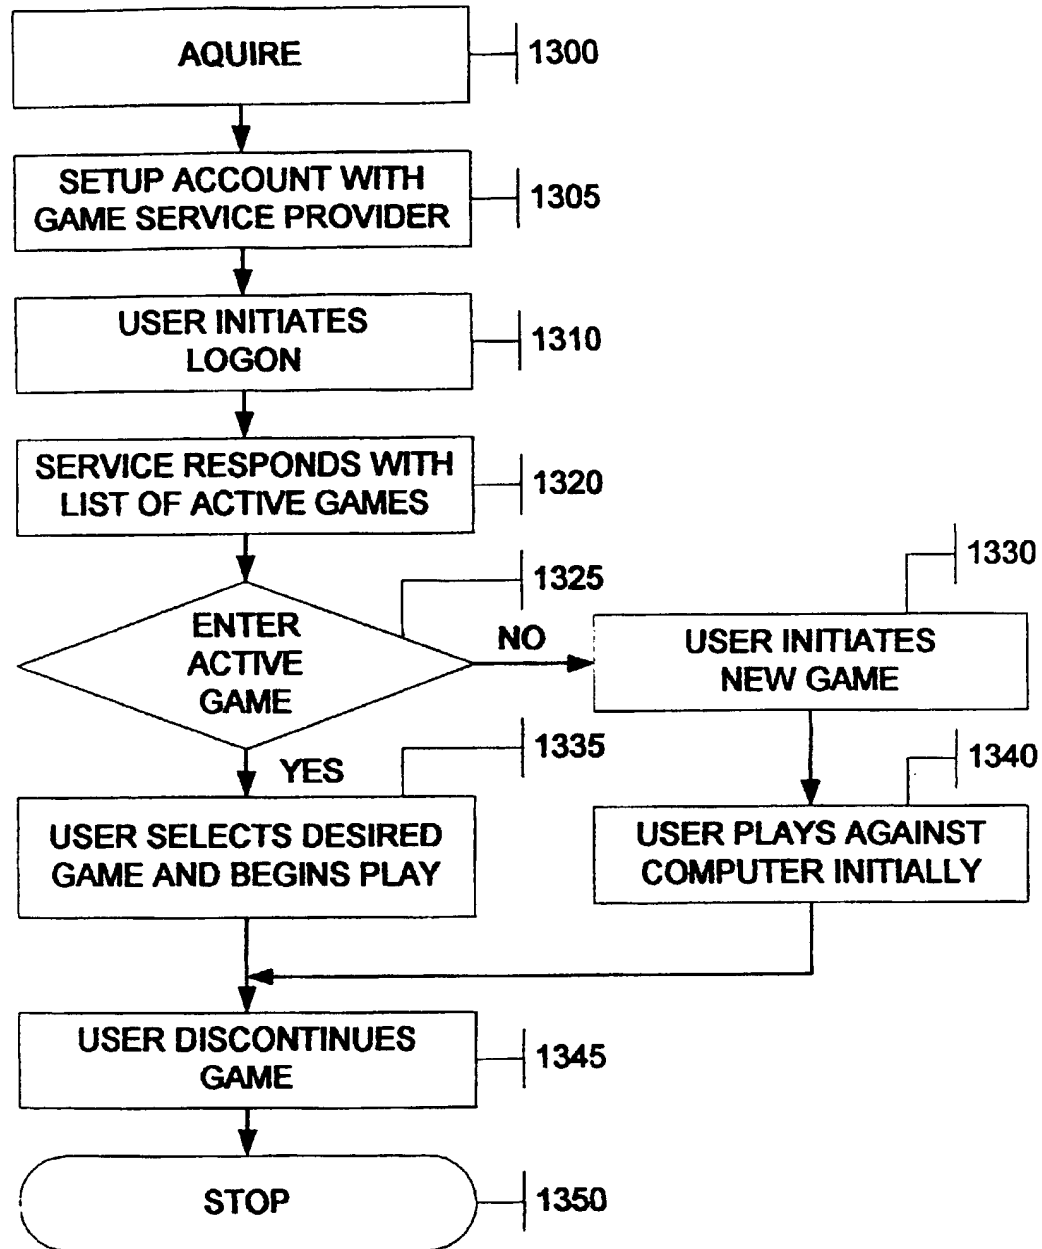 AQUIRE
1300
SETUP ACCOUNT WITH
GAME SERVICE PROVIDER
1305
USER INITIATES
LOGON
1310
SERVICE RESPONDS WITH
LIST OF ACTIVE GAMES
1320
1325
ENTER
ACTIVE
GAME
NO
1330
USER INITIATES
NEW GAME
YES
1335
USER SELECTS DESIRED
GAME AND BEGINS PLAY
1340
USER PLAYS AGAINST
COMPUTER INITIALLY
USER DISCONTINUES
GAME
1345
STOP
1350